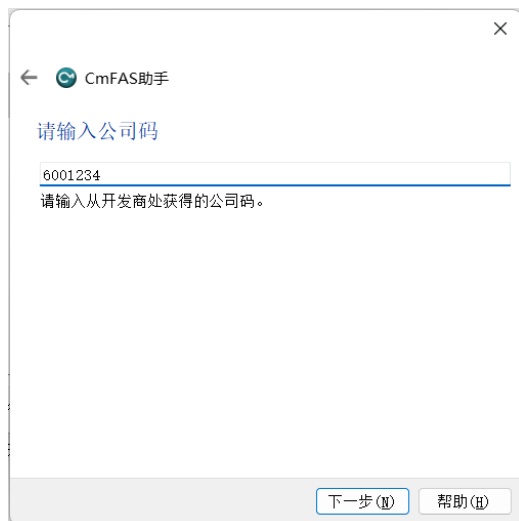 CmFAS助手
请输入公司码
6001234
请输入从开发商处获得的公司码。
下一步(N)
帮助(H)